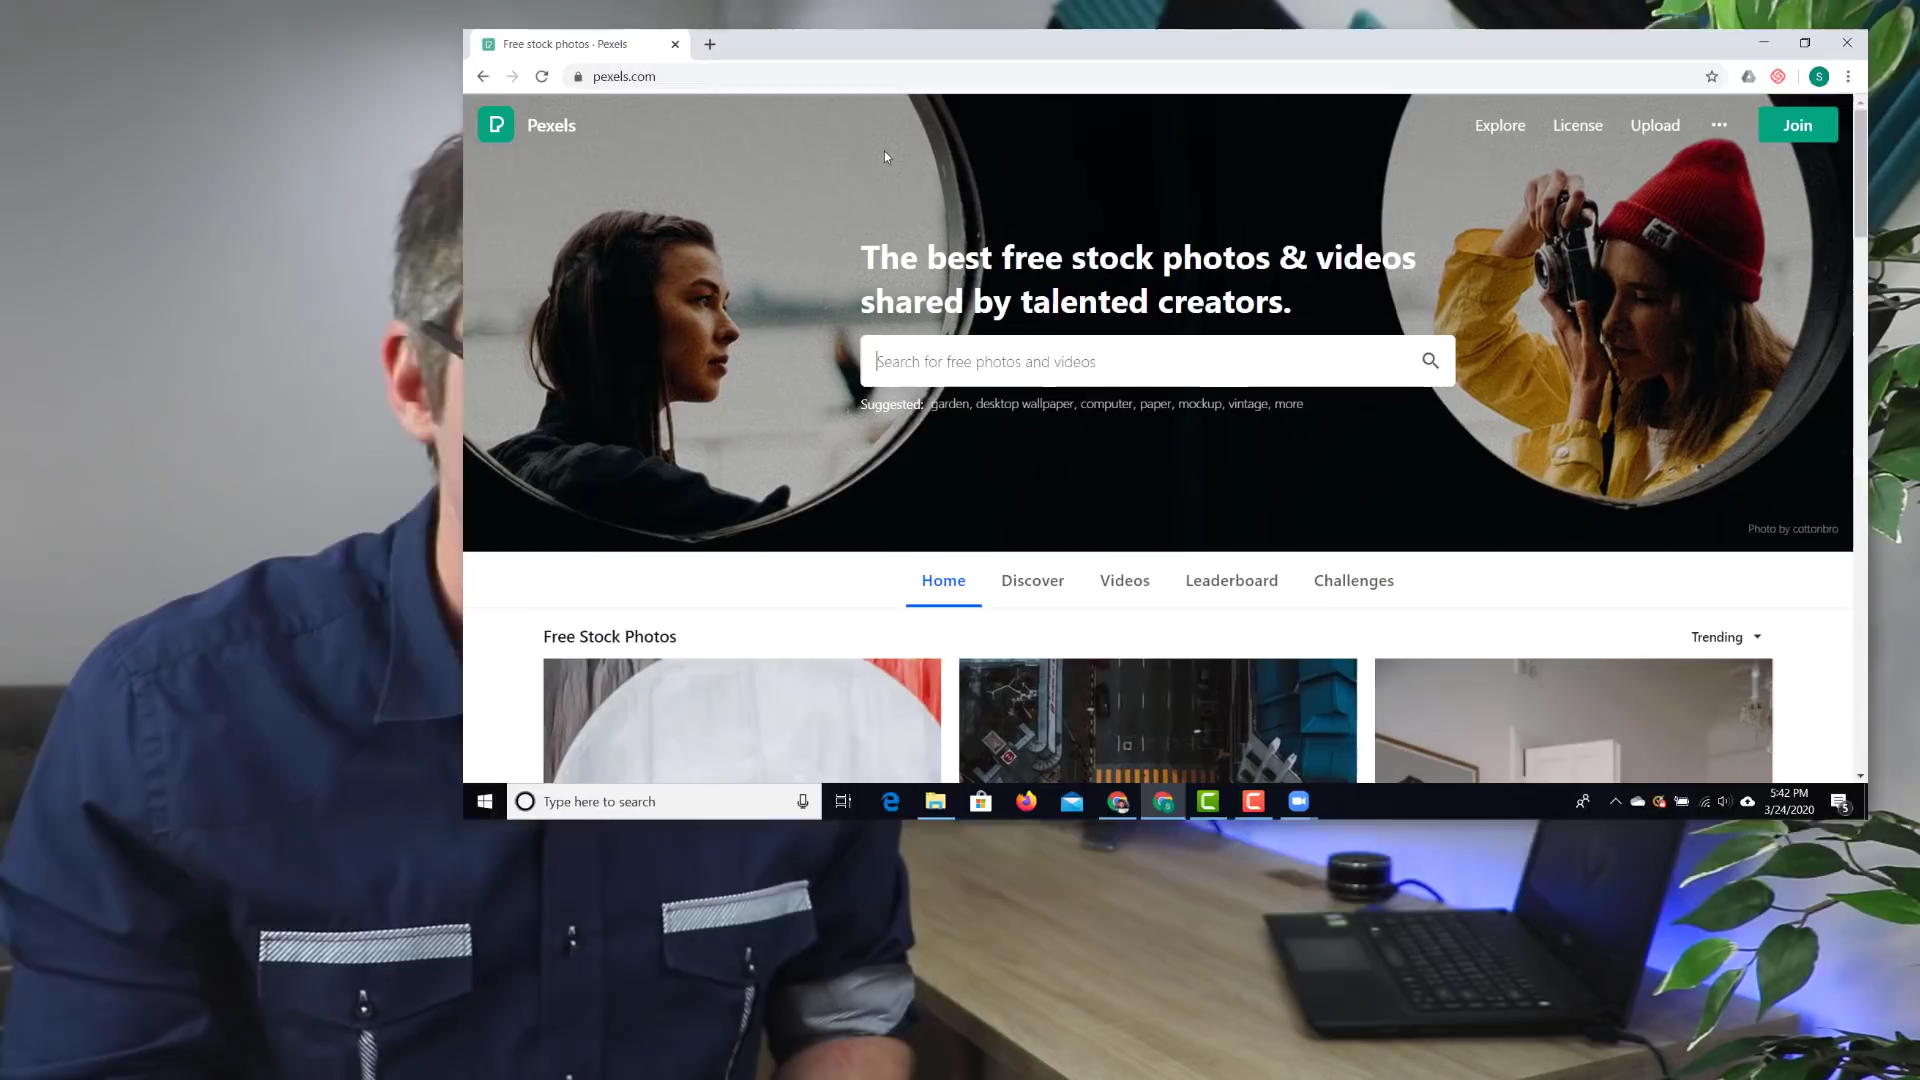 Free stock photos · Pexels
pexels.com
S
Pexels
Explore License Upload ··· Join
The best free stock photos & videos
shared by talented creators.
Search for free photos and videos
Suggested: garden, desktop wallpaper, computer, paper, mockup, vintage, more
Photo by cottonbro
Home Discover Videos Leaderboard Challenges
Free Stock Photos
Trending
Type here to search
5:42 PM
3/24/2020
5